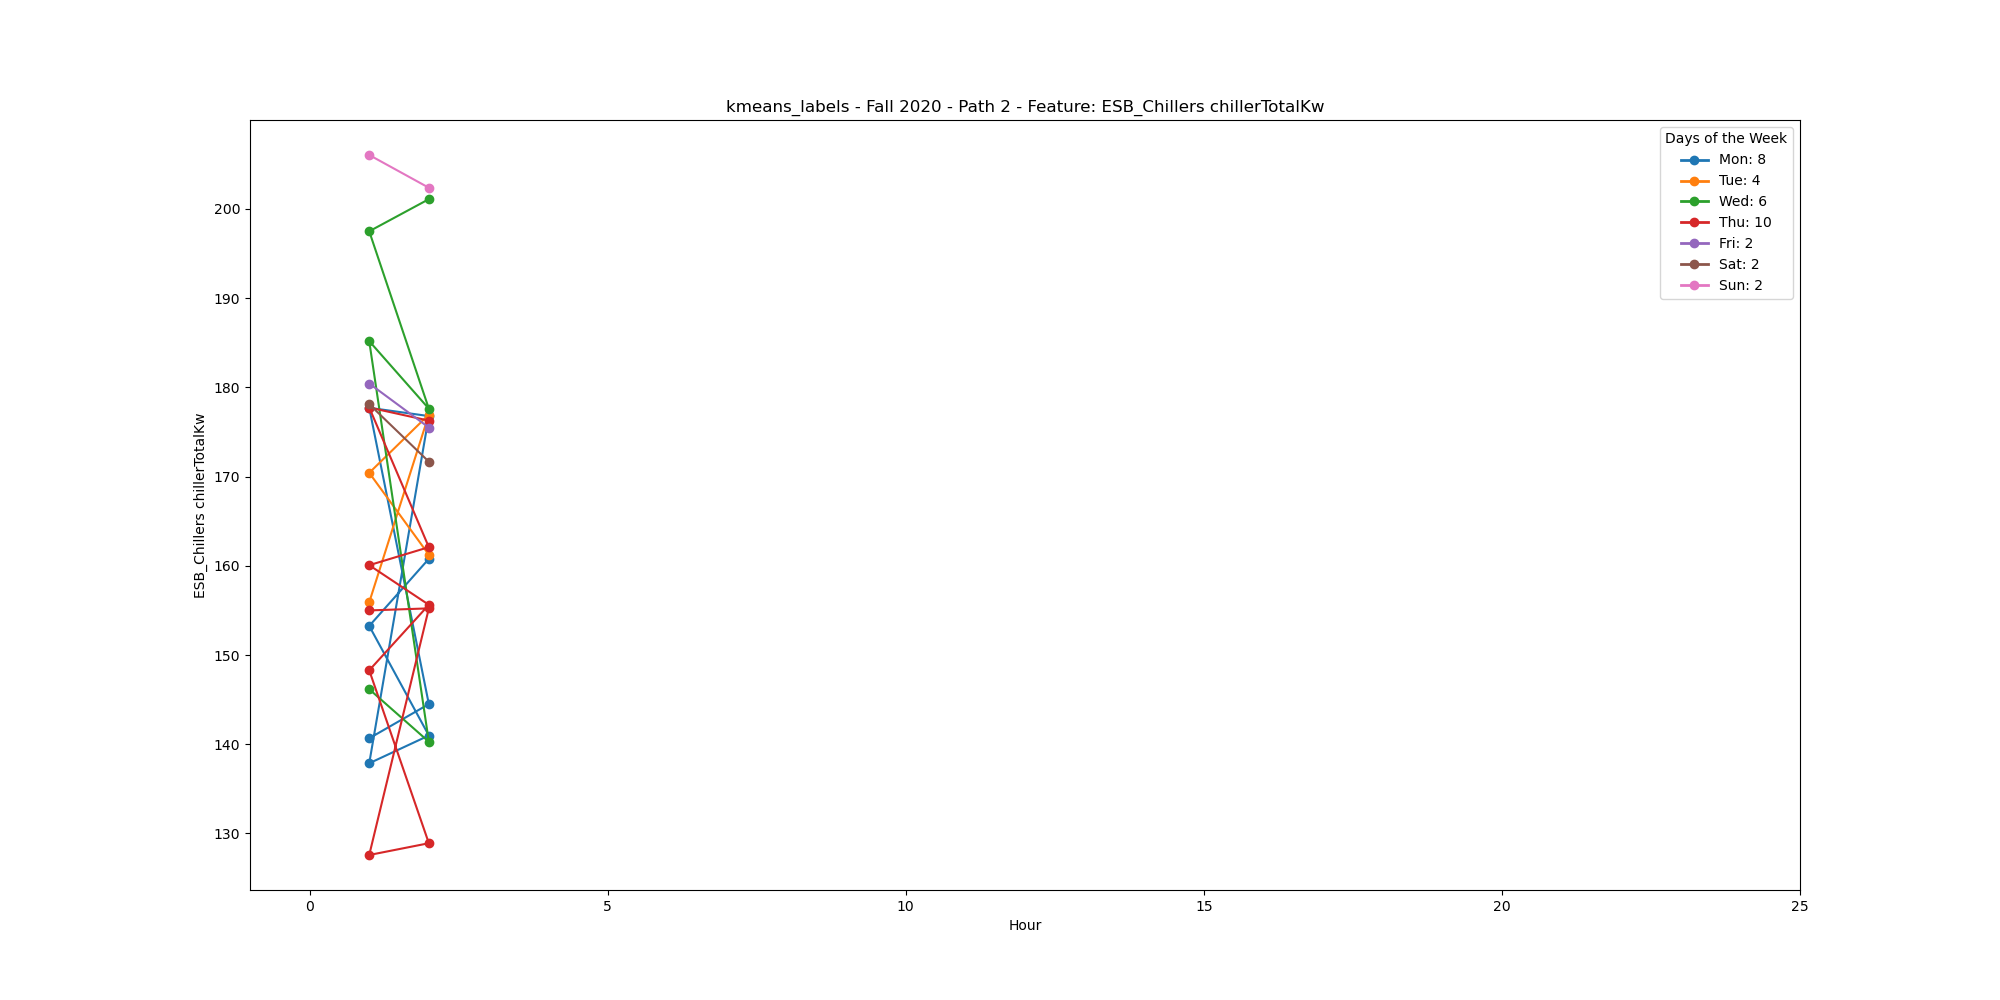 kmeans_labels - Fall 2020 - Path 2 - Feature: ESB_Chillers chillerTotalKw
Days of the Week
Mon: 8
Tue: 4
Wed: 6
Thu: 10
Fri: 2
Sat: 2
Sun: 2
ESB_Chillers chillerTotalKw
200
190
180
170
160
150
140
130
0 5 10 15 20 25
Hour